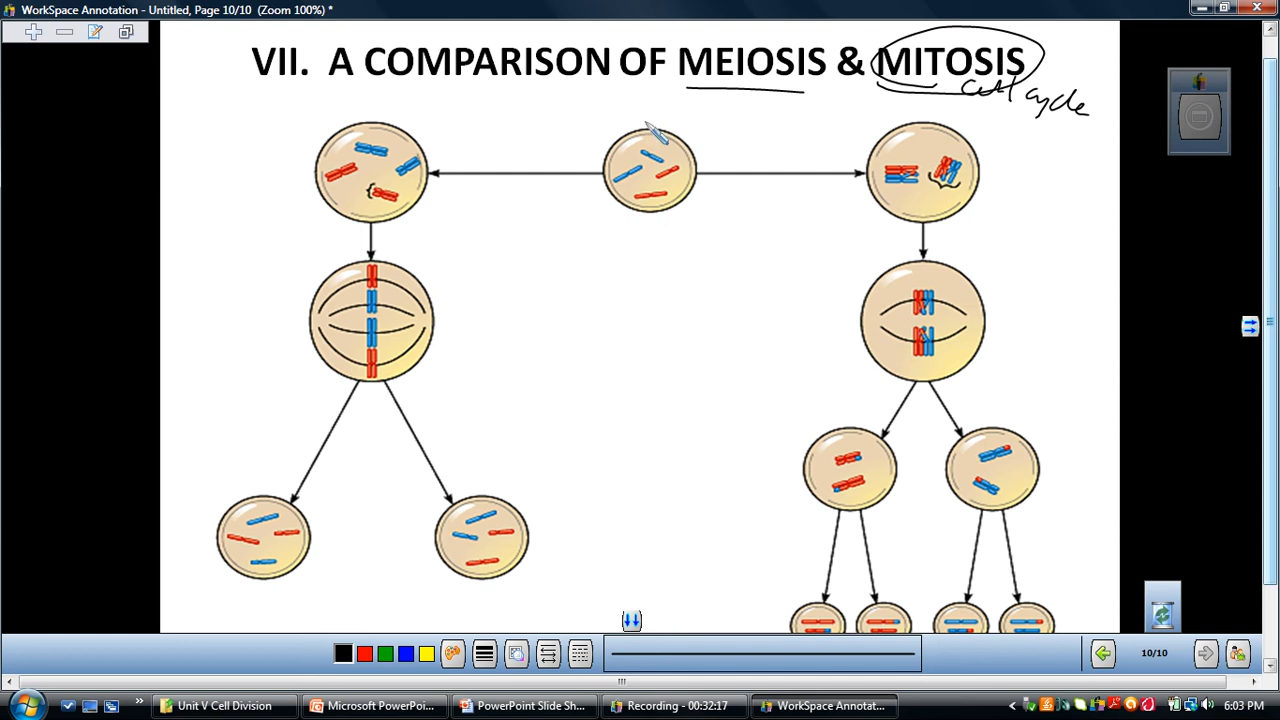 WorkSpace Annotation - Untitled, Page 10/10 (Zoom 100%) *
VII. A COMPARISON OF MEIOSIS & MITOSIS
cell cycle
10/10
Unit V Cell Division
Microsoft PowerPoi...
PowerPoint Slide Sh...
Recording - 00:32:17
WorkSpace Annotat...
6:03 PM